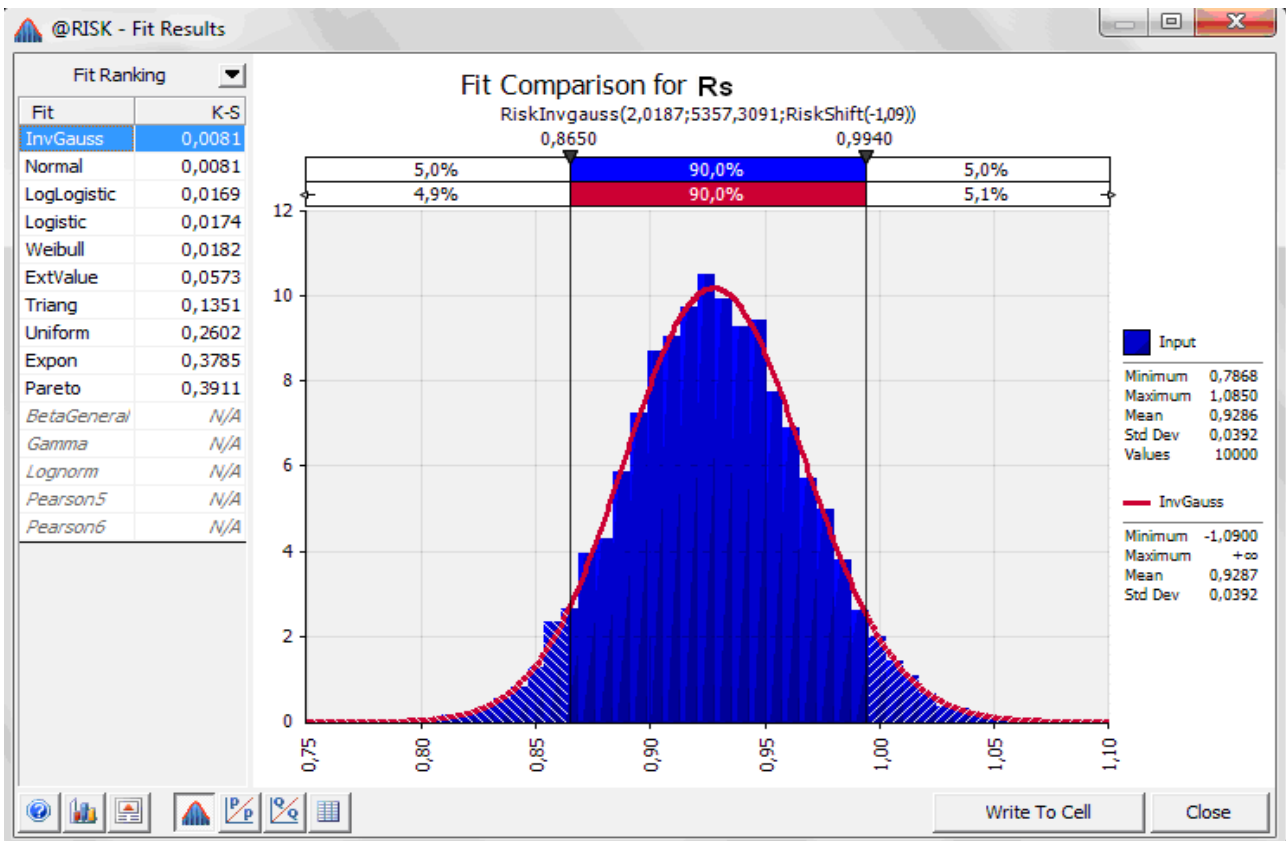 @RISK - Fit Results
Fit Ranking
Fit K-S
InvGauss 0,0081
Normal 0,0081
LogLogistic 0,0169
Logistic 0,0174
Weibull 0,0182
ExtValue 0,0573
Triang 0,1351
Uniform 0,2602
Expon 0,3785
Pareto 0,3911
BetaGeneral N/A
Gamma N/A
Lognorm N/A
Pearson5 N/A
Pearson6 N/A
Fit Comparison for Rs
RiskInvgauss(2,0187;5357,3091;RiskShift(-1,09))
0,8650 0,9940
5,0% 90,0% 5,0%
4,9% 90,0% 5,1%
12
10
8
6
4
2
0
0,75 0,80 0,85 0,90 0,95 1,00 1,05 1,10
Input
Minimum 0,7868
Maximum 1,0850
Mean 0,9286
Std Dev 0,0392
Values 10000
InvGauss
Minimum -1,0900
Maximum +∞
Mean 0,9287
Std Dev 0,0392
P/P
Q/Q
Write To Cell
Close